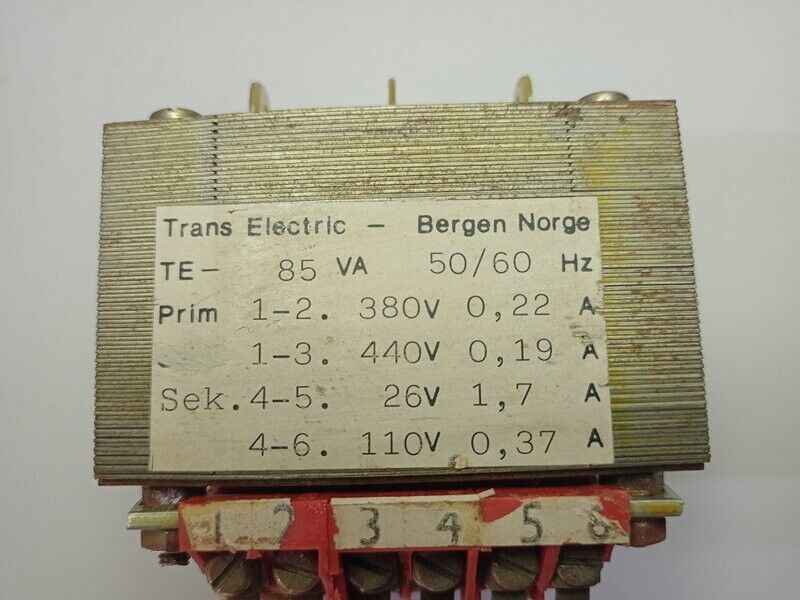 Trans Electric - Bergen Norge
TE- 85 VA 50/60 Hz
Prim 1-2. 380V 0,22 A
1-3. 440V 0,19 A
Sek. 4-5. 26V 1,7 A
4-6. 110V 0,37 A
1 2 3 4 5 6